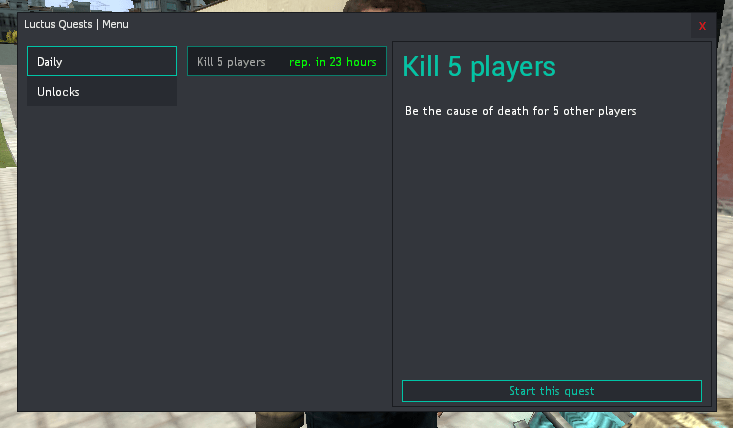 Luctus Quests | Menu
X
Daily
Unlocks
Kill 5 players rep. in 23 hours
Kill 5 players
Be the cause of death for 5 other players
Start this quest